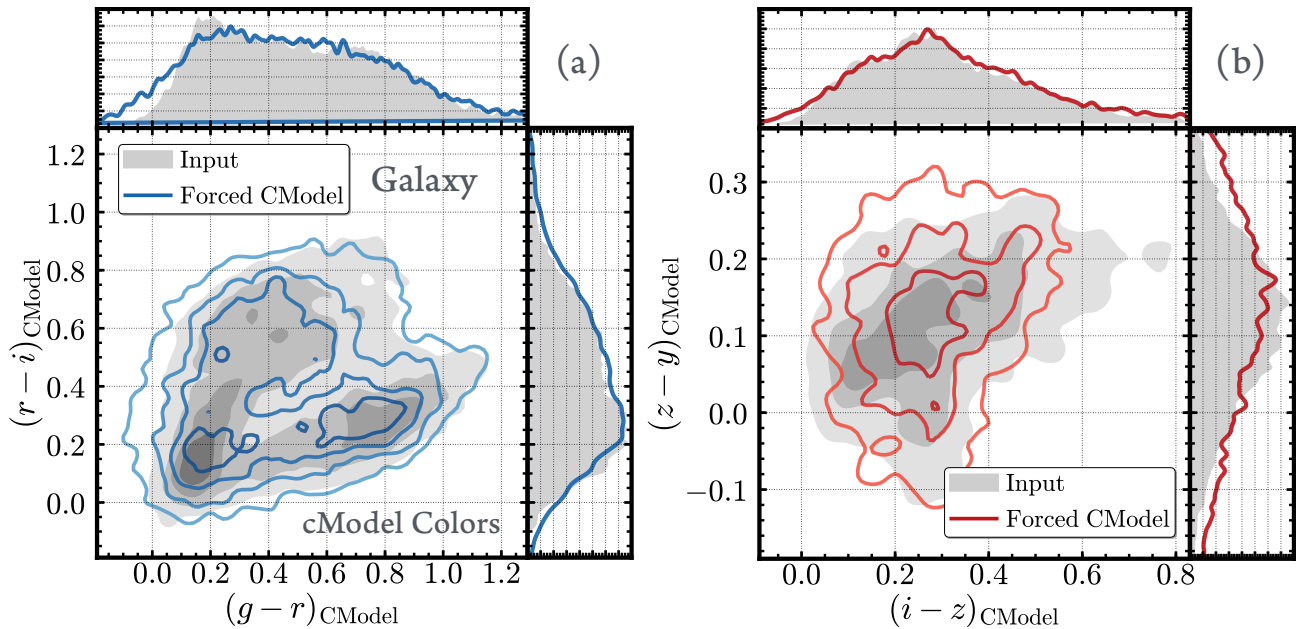 (a)
Input
Forced CModel
Galaxy
cModel Colors
1.2
1.0
0.8
0.6
0.4
0.2
0.0
(r − i)CModel
0.0 0.2 0.4 0.6 0.8 1.0 1.2
(g − r)CModel
(b)
0.3
0.2
0.1
0.0
−0.1
(z − y)CModel
Input
Forced CModel
0.0 0.2 0.4 0.6 0.8
(i − z)CModel